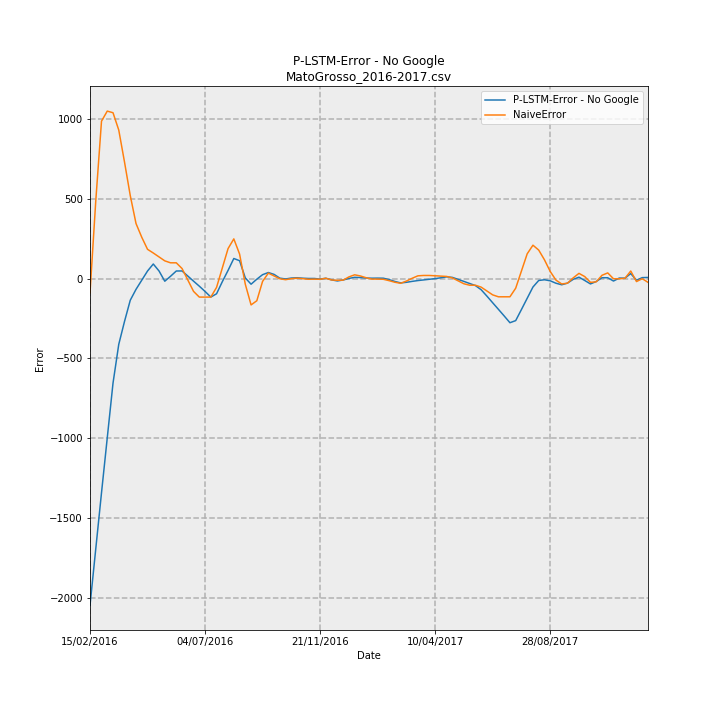 P-LSTM-Error - No Google
MatoGrosso_2016-2017.csv
P-LSTM-Error - No Google
NaiveError
1000
500
0
−500
−1000
−1500
−2000
Error
15/02/2016
04/07/2016
21/11/2016
10/04/2017
28/08/2017
Date